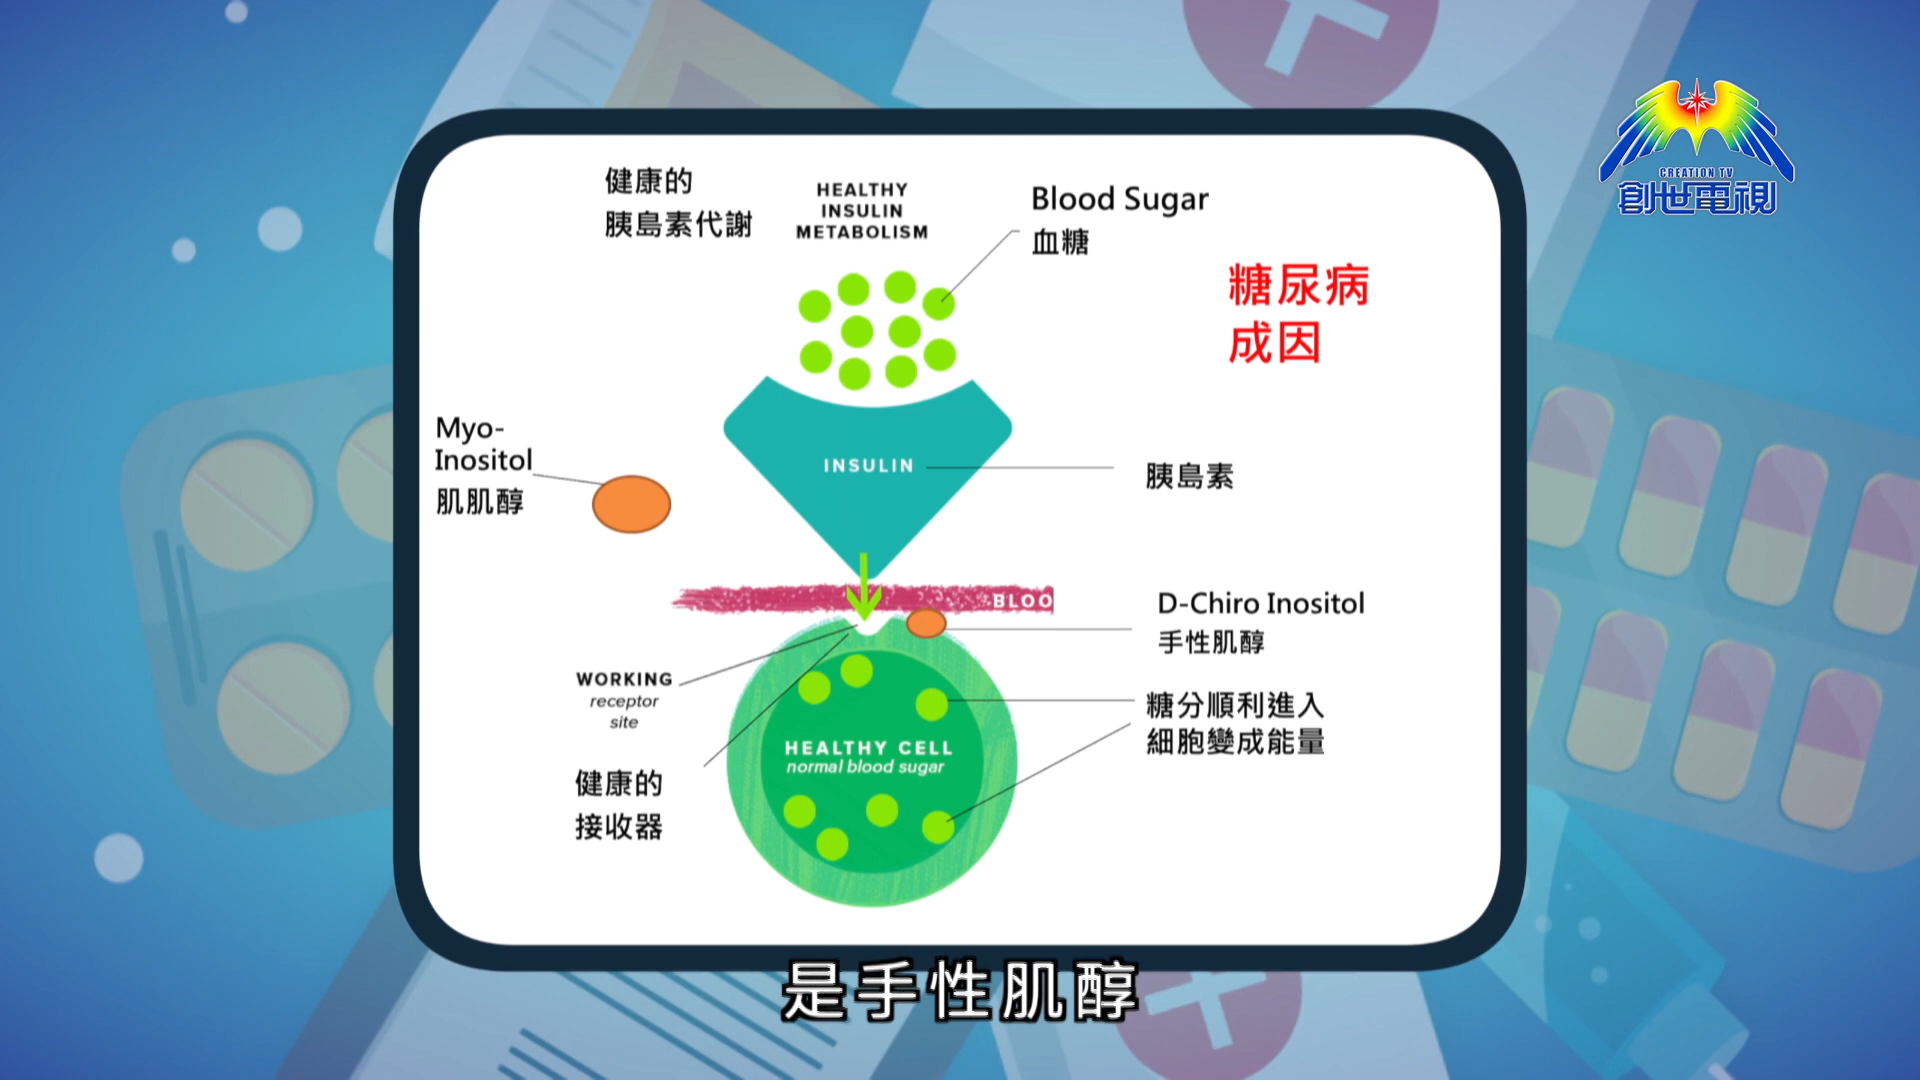 CREATION TV
創世電視
健康的
胰島素代謝
HEALTHY
INSULIN
METABOLISM
Blood Sugar
血糖
糖尿病
成因
Myo-
Inositol
肌肌醇
INSULIN
胰島素
BLOO
D-Chiro Inositol
手性肌醇
WORKING
receptor
site
糖分順利進入
細胞變成能量
HEALTHY CELL
normal blood sugar
健康的
接收器
是手性肌醇